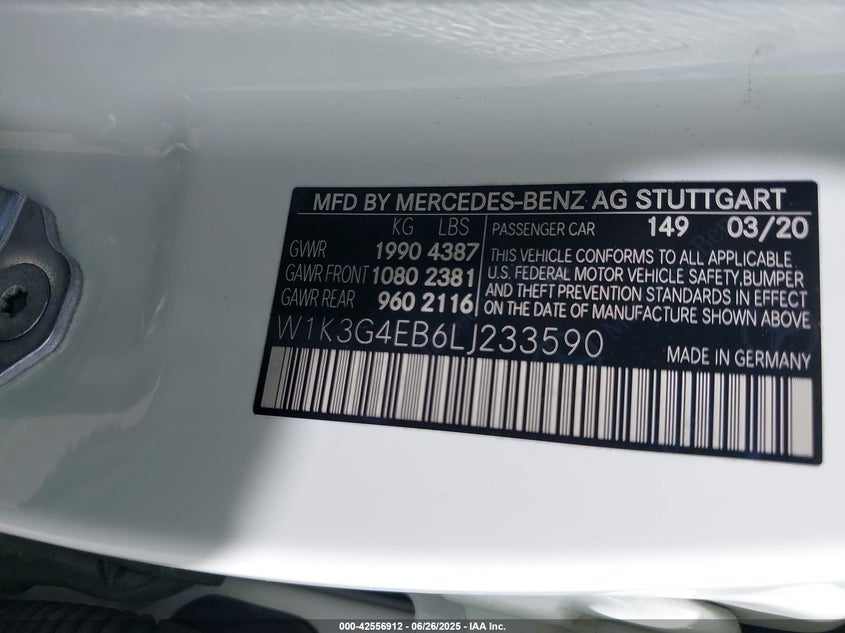 MFD BY MERCEDES-BENZ AG STUTTGART
KG LBS PASSENGER CAR 149 03/20
GVWR 1990 4387
GAWR FRONT 1080 2381
GAWR REAR 960 2116
THIS VEHICLE CONFORMS TO ALL APPLICABLE
U.S. FEDERAL MOTOR VEHICLE SAFETY, BUMPER
AND THEFT PREVENTION STANDARDS IN EFFECT
ON THE DATE OF MANUFACTURE SHOWN ABOVE
W1K3G4EB6LJ233590
MADE IN GERMANY
000-42556912 | 06/26/2025 - IAA Inc.